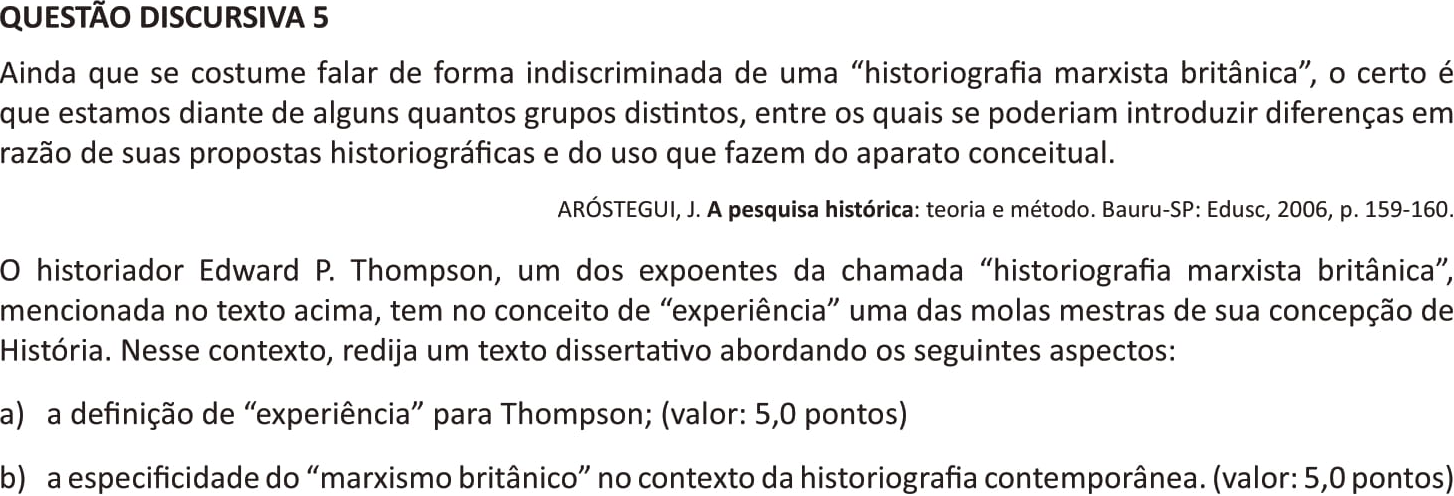 QUESTÃO DISCURSIVA 5
Ainda que se costume falar de forma indiscriminada de uma “historiografia marxista britânica”, o certo é
que estamos diante de alguns quantos grupos distintos, entre os quais se poderiam introduzir diferenças em
razão de suas propostas historiográficas e do uso que fazem do aparato conceitual.
ARÓSTEGUI, J. A pesquisa histórica: teoria e método. Bauru-SP: Edusc, 2006, p. 159-160.
O historiador Edward P. Thompson, um dos expoentes da chamada “historiografia marxista britânica”,
mencionada no texto acima, tem no conceito de “experiência” uma das molas mestras de sua concepção de
História. Nesse contexto, redija um texto dissertativo abordando os seguintes aspectos:
a) a definição de “experiência” para Thompson; (valor: 5,0 pontos)
b) a especificidade do “marxismo britânico” no contexto da historiografia contemporânea. (valor: 5,0 pontos)